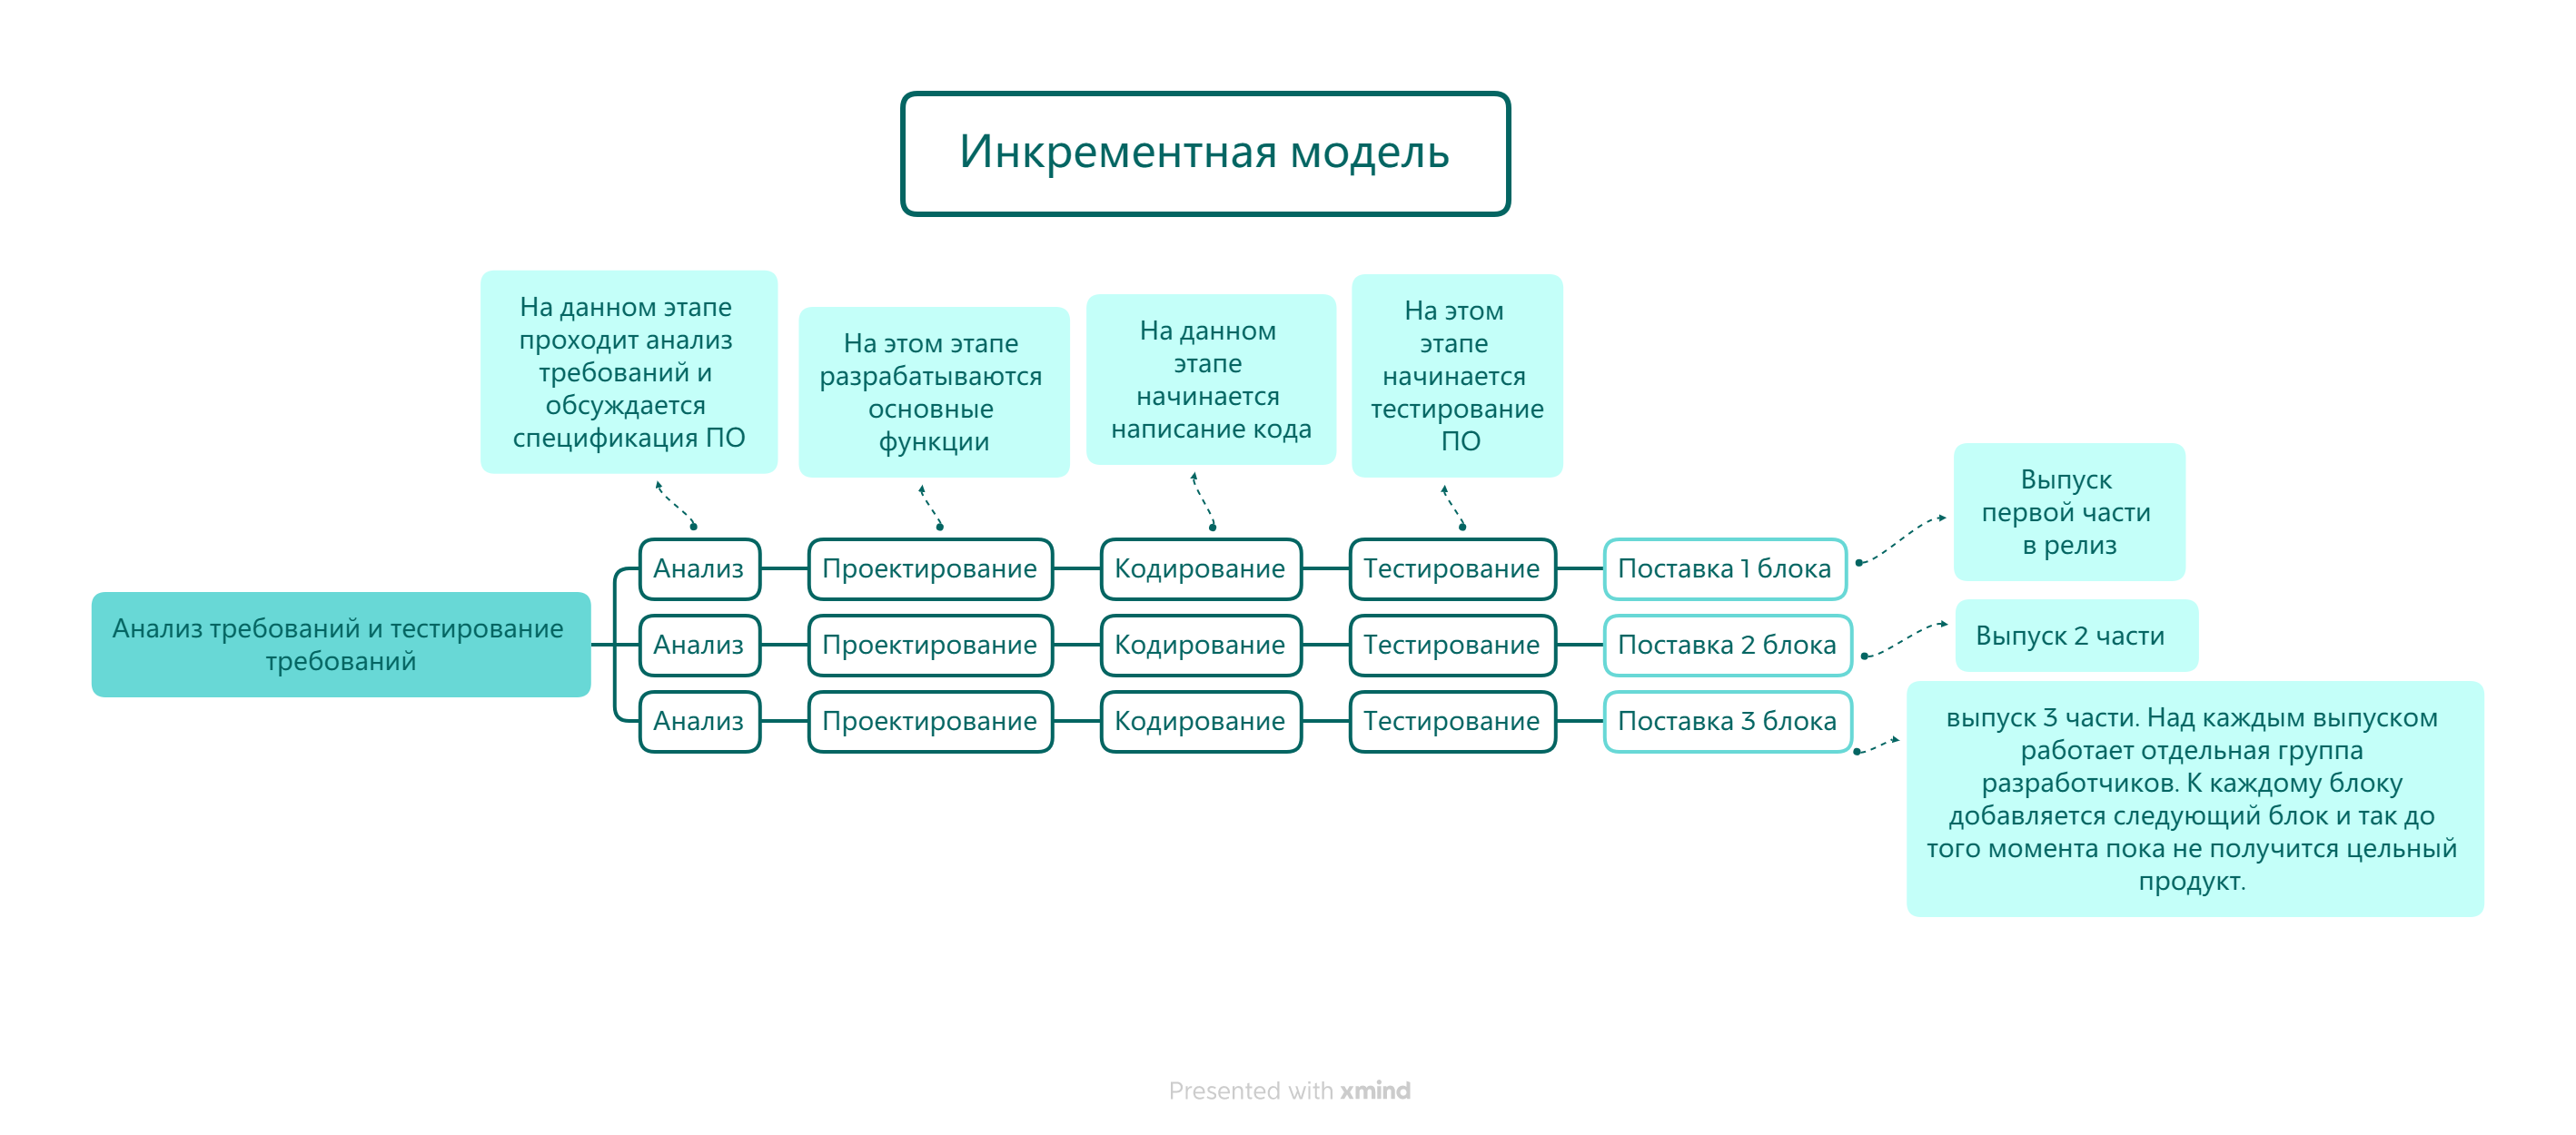 Инкрементная модель
На данном этапе
проходит анализ
требований и
обсуждается
спецификация ПО
На этом этапе
разрабатываются
основные
функции
На данном
этапе
начинается
написание кода
На этом
этапе
начинается
тестирование
ПО
Анализ требований и тестирование
требований
Анализ
Проектирование
Кодирование
Тестирование
Поставка 1 блока
Выпуск
первой части
в релиз
Анализ
Проектирование
Кодирование
Тестирование
Поставка 2 блока
Выпуск 2 части
Анализ
Проектирование
Кодирование
Тестирование
Поставка 3 блока
выпуск 3 части. Над каждым выпуском
работает отдельная группа
разработчиков. К каждому блоку
добавляется следующий блок и так до
того момента пока не получится цельный
продукт.
Presented with xmind